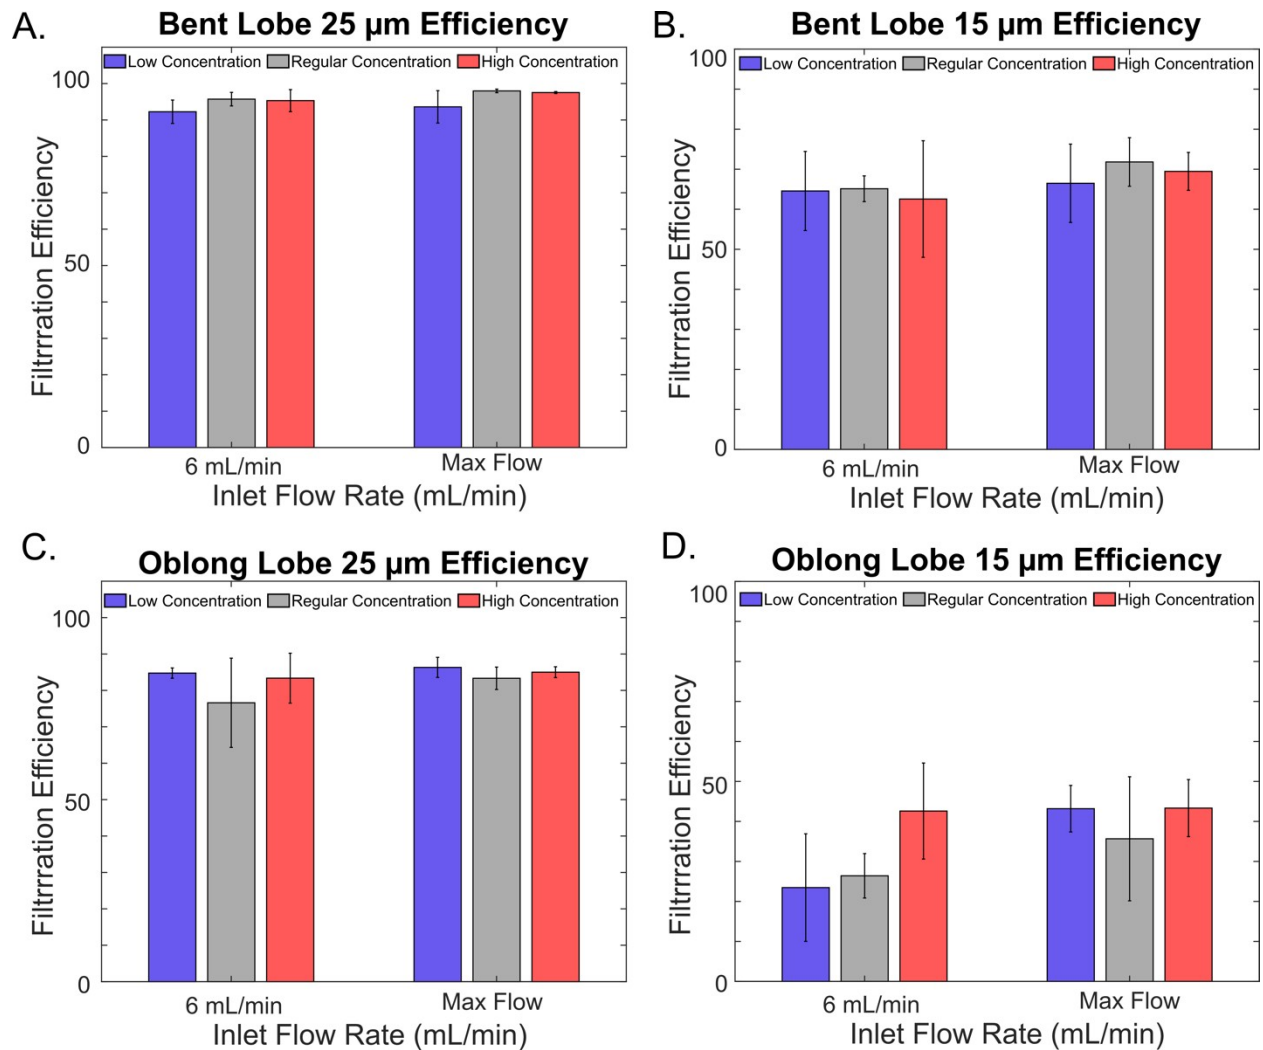 A.
Bent Lobe 25 µm Efficiency
Low Concentration Regular Concentration High Concentration
100
50
0
Filtrrration Efficiency
6 mL/min Max Flow
Inlet Flow Rate (mL/min)
B.
Bent Lobe 15 µm Efficiency
Low Concentration Regular Concentration High Concentration
100
50
0
Filtrrration Efficiency
6 mL/min Max Flow
Inlet Flow Rate (mL/min)
C.
Oblong Lobe 25 µm Efficiency
Low Concentration Regular Concentration High Concentration
100
50
0
Filtrrration Efficiency
6 mL/min Max Flow
Inlet Flow Rate (mL/min)
D.
Oblong Lobe 15 µm Efficiency
Low Concentration Regular Concentration High Concentration
100
50
0
Filtrrration Efficiency
6 mL/min Max Flow
Inlet Flow Rate (mL/min)